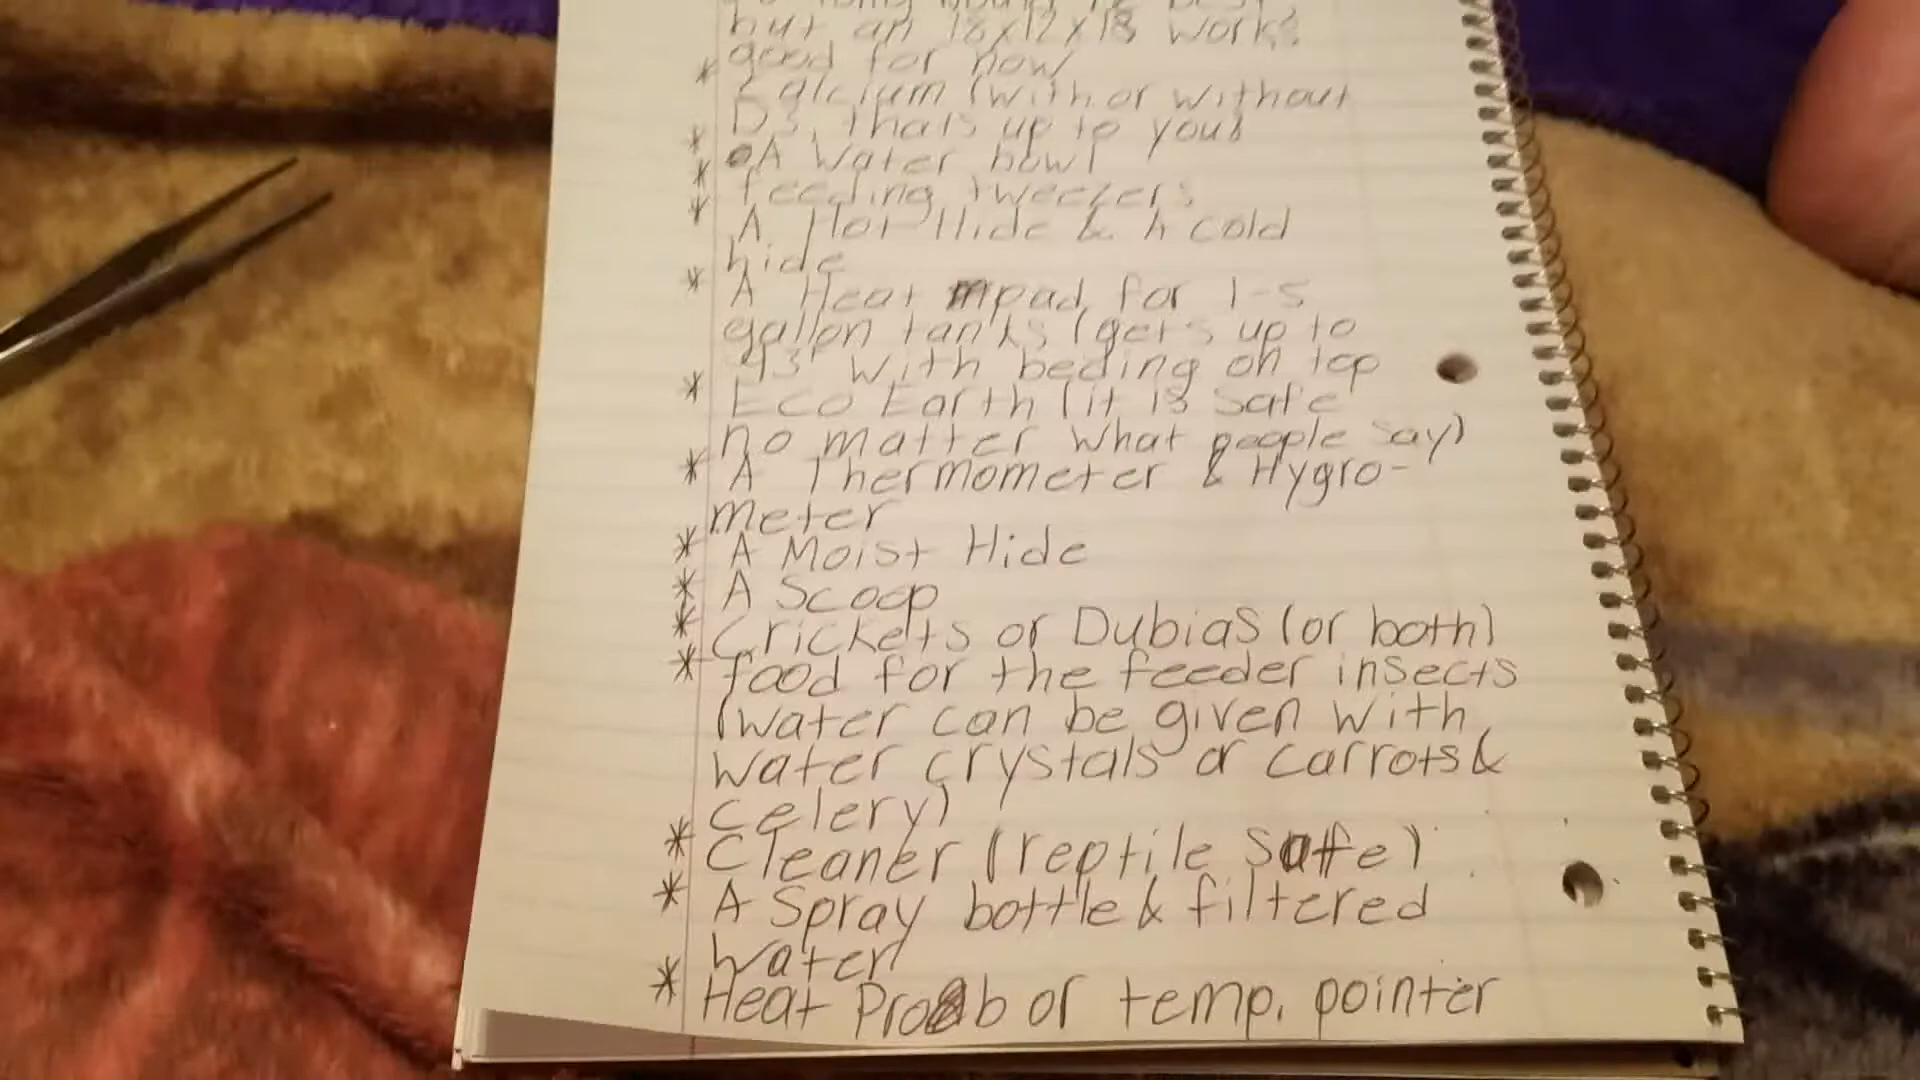 but an 18x12x18 works
good for now
* Calcium (with or without
D3, thats up to you)
* A Water bowl
* feeding tweezers
* A Hot Hide & A cold
hide
* A Heat pad for 1-5
gallon tanks (gets up to
93° with beding on top
* Eco Earth (it is safe
no matter what people say)
* A Thermometer & Hygro-
meter
* A Moist Hide
* A Scoop
* Crickets or Dubias (or both)
* food for the feeder insects
(water can be given with
water crystals or carrots &
celery)
* Cleaner (reptile safe)
* A Spray bottle & filtered
water
* Heat Prob or temp. pointer